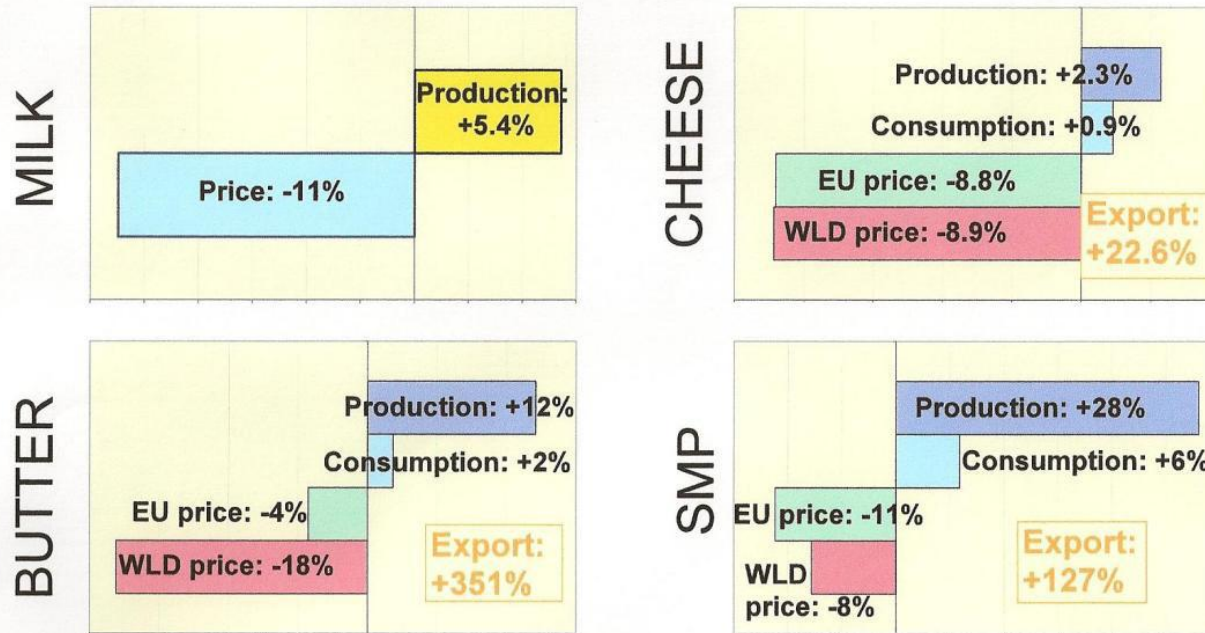 MILK
Production:
+5.4%
Price: -11%
CHEESE
Production: +2.3%
Consumption: +0.9%
EU price: -8.8%
WLD price: -8.9%
Export:
+22.6%
BUTTER
Production: +12%
Consumption: +2%
EU price: -4%
WLD price: -18%
Export:
+351%
SMP
Production: +28%
Consumption: +6%
EU price: -11%
WLD
price: -8%
Export:
+127%